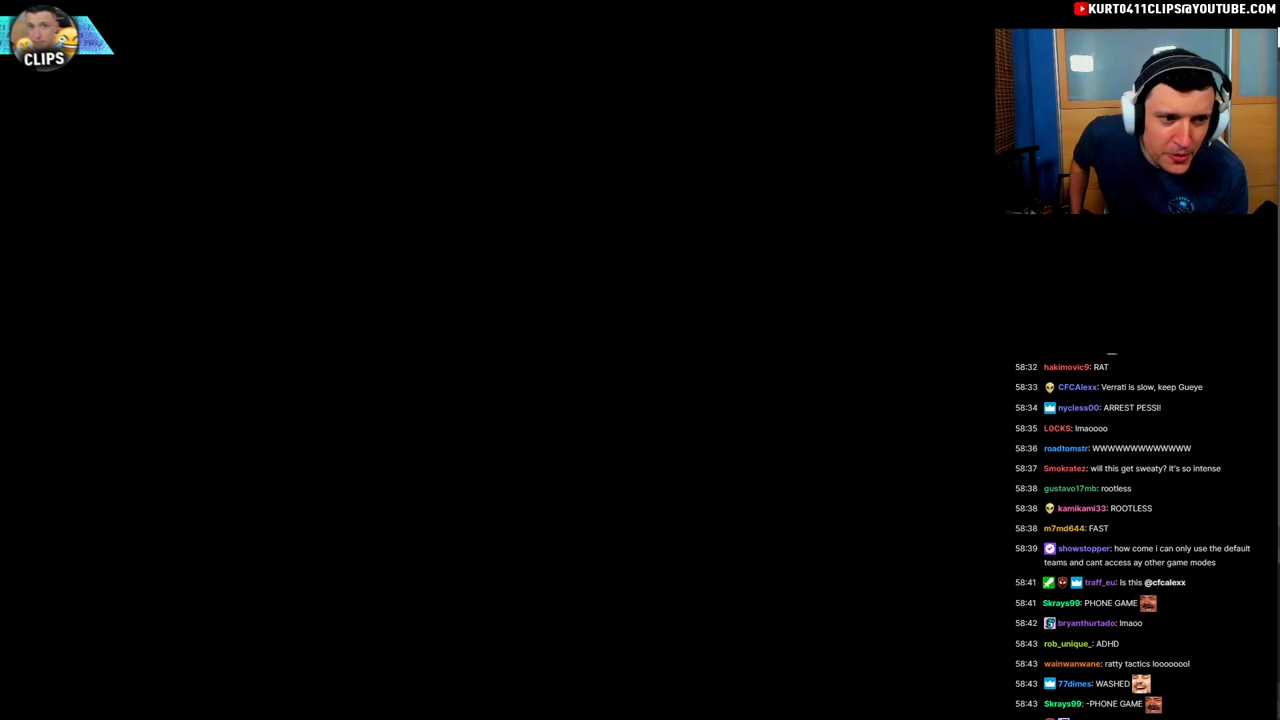 KURT0411CLIPS@YOUTUBE.COM
CLIPS
58:32 hakimovic9: RAT
58:33 CFCAlexx: Verrati is slow, keep Gueye
58:34 nycless00: ARREST PESSI!
58:35 L0CKS: lmaoooo
58:36 roadtomstr: WWWWWWWWWWWWW
58:37 Smokratez: will this get sweaty? it's so intense
58:38 gustavo17mb: rootless
58:38 kamikami33: ROOTLESS
58:38 m7md644: FAST
58:39 showstopper: how come i can only use the default
teams and cant access ay other game modes
58:41 traff_eu: Is this @cfcalexx
58:41 Skrays99: PHONE GAME
58:42 bryanthurtado: lmaoo
58:43 rob_unique_: ADHD
58:43 wainwanwane: ratty tactics loooooool
58:43 77dimes: WASHED
58:43 Skrays99: -PHONE GAME